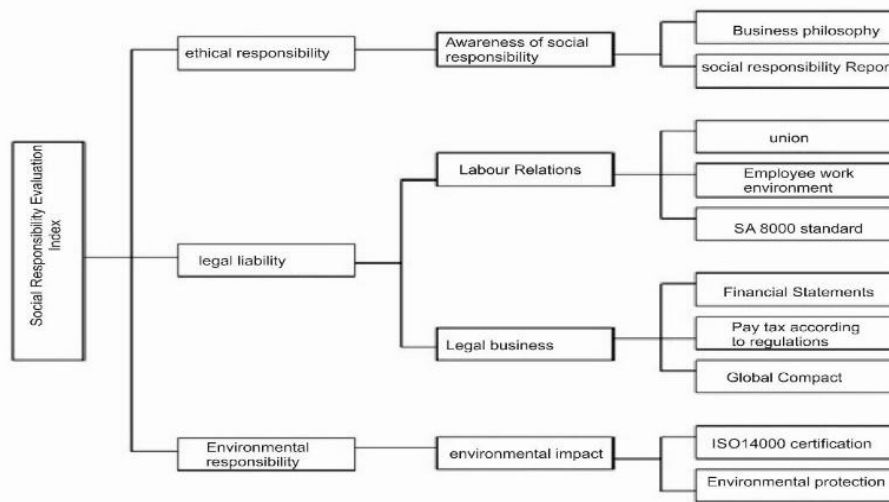 Social Responsibility Evaluation
Index
ethical responsibility
Awareness of social
responsibility
Business philosophy
social responsibility Repor
legal liability
Labour Relations
union
Employee work
environment
SA 8000 standard
Legal business
Financial Statements
Pay tax according
to regulations
Global Compact
Environmental
responsibility
environmental impact
ISO14000 certification
Environmental protection